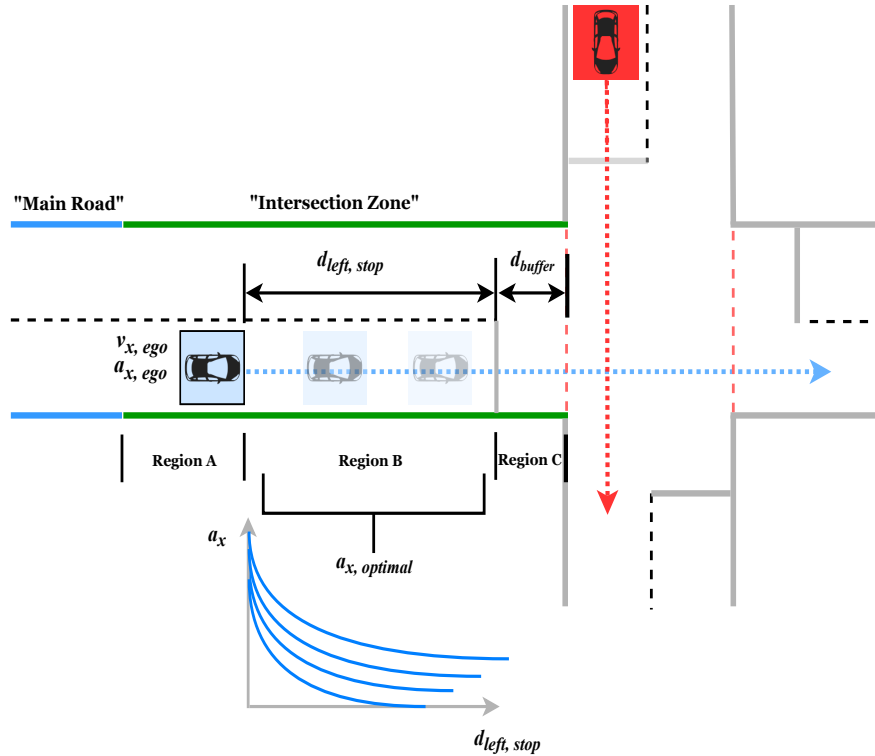 "Main Road"
"Intersection Zone"
d_left, stop
d_buffer
v_x, ego
a_x, ego
Region A
Region B
Region C
a_x
a_x, optimal
d_left, stop